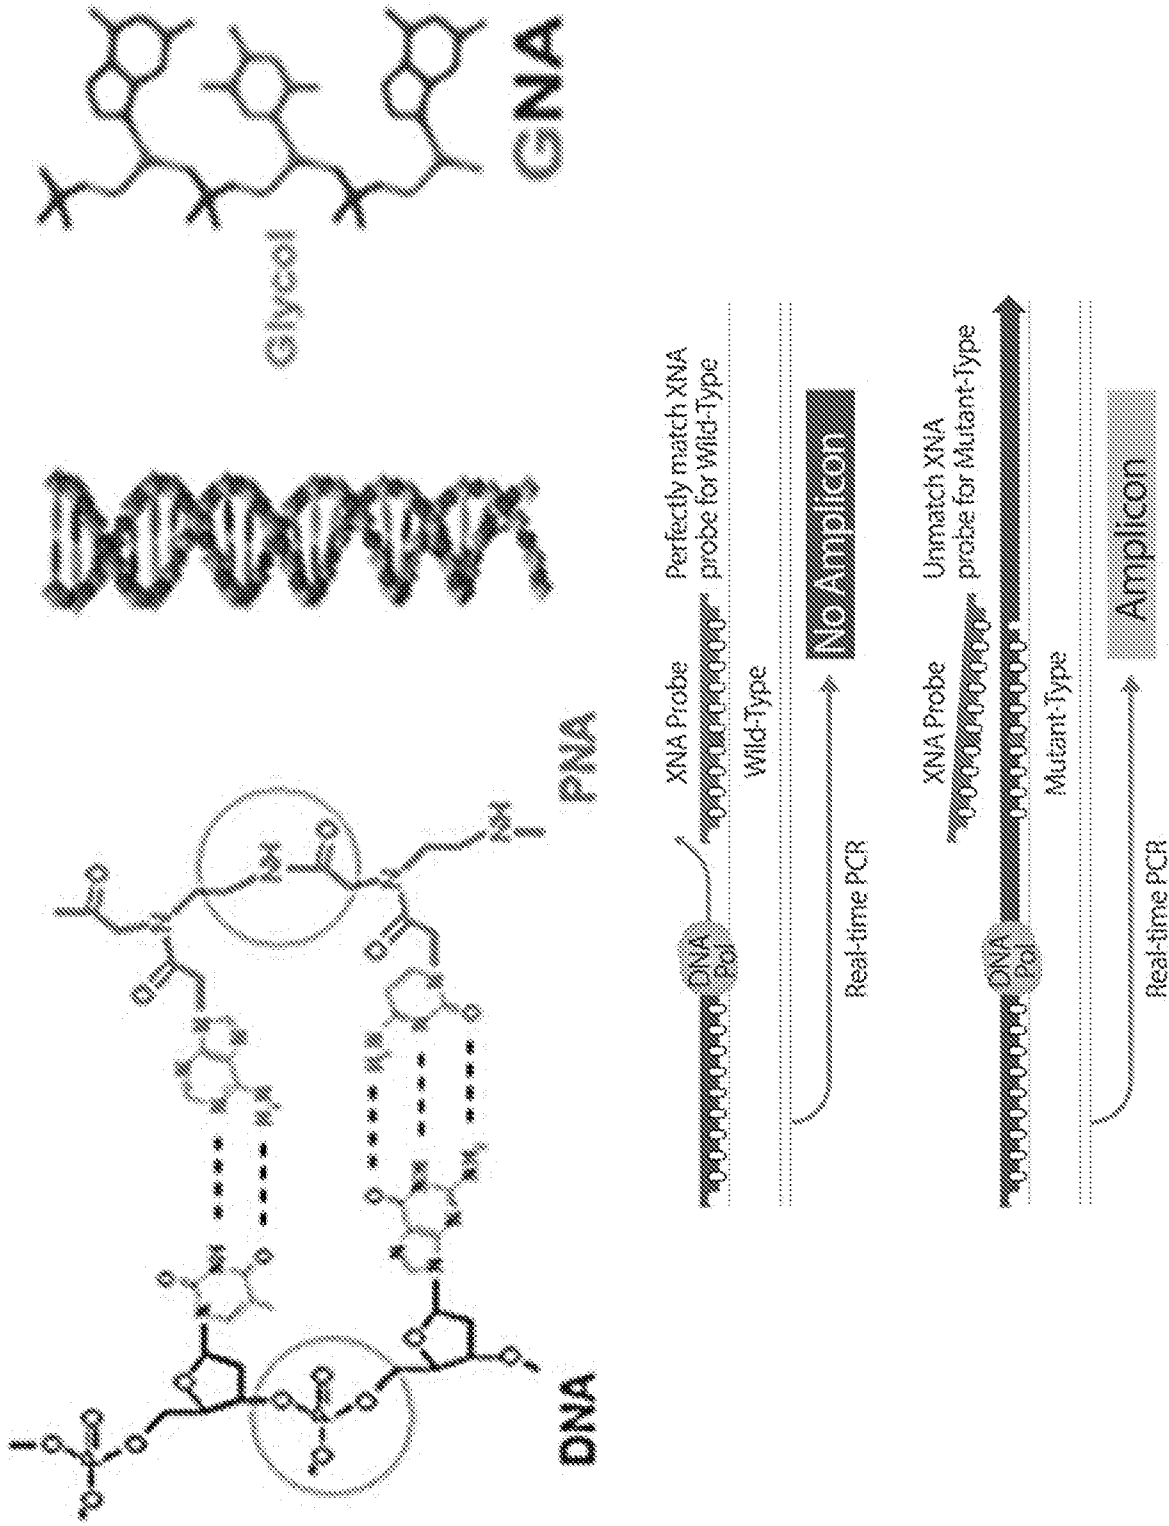 DNA
PNA
Glycol
GNA
XNA Probe
Perfectly match XNA
probe for Wild-Type
DNA
Pol
Wild-Type
Real-time PCR
No Amplicon
XNA Probe
Unmatch XNA
probe for Mutant-Type
DNA
Pol
Mutant-Type
Real-time PCR
Amplicon